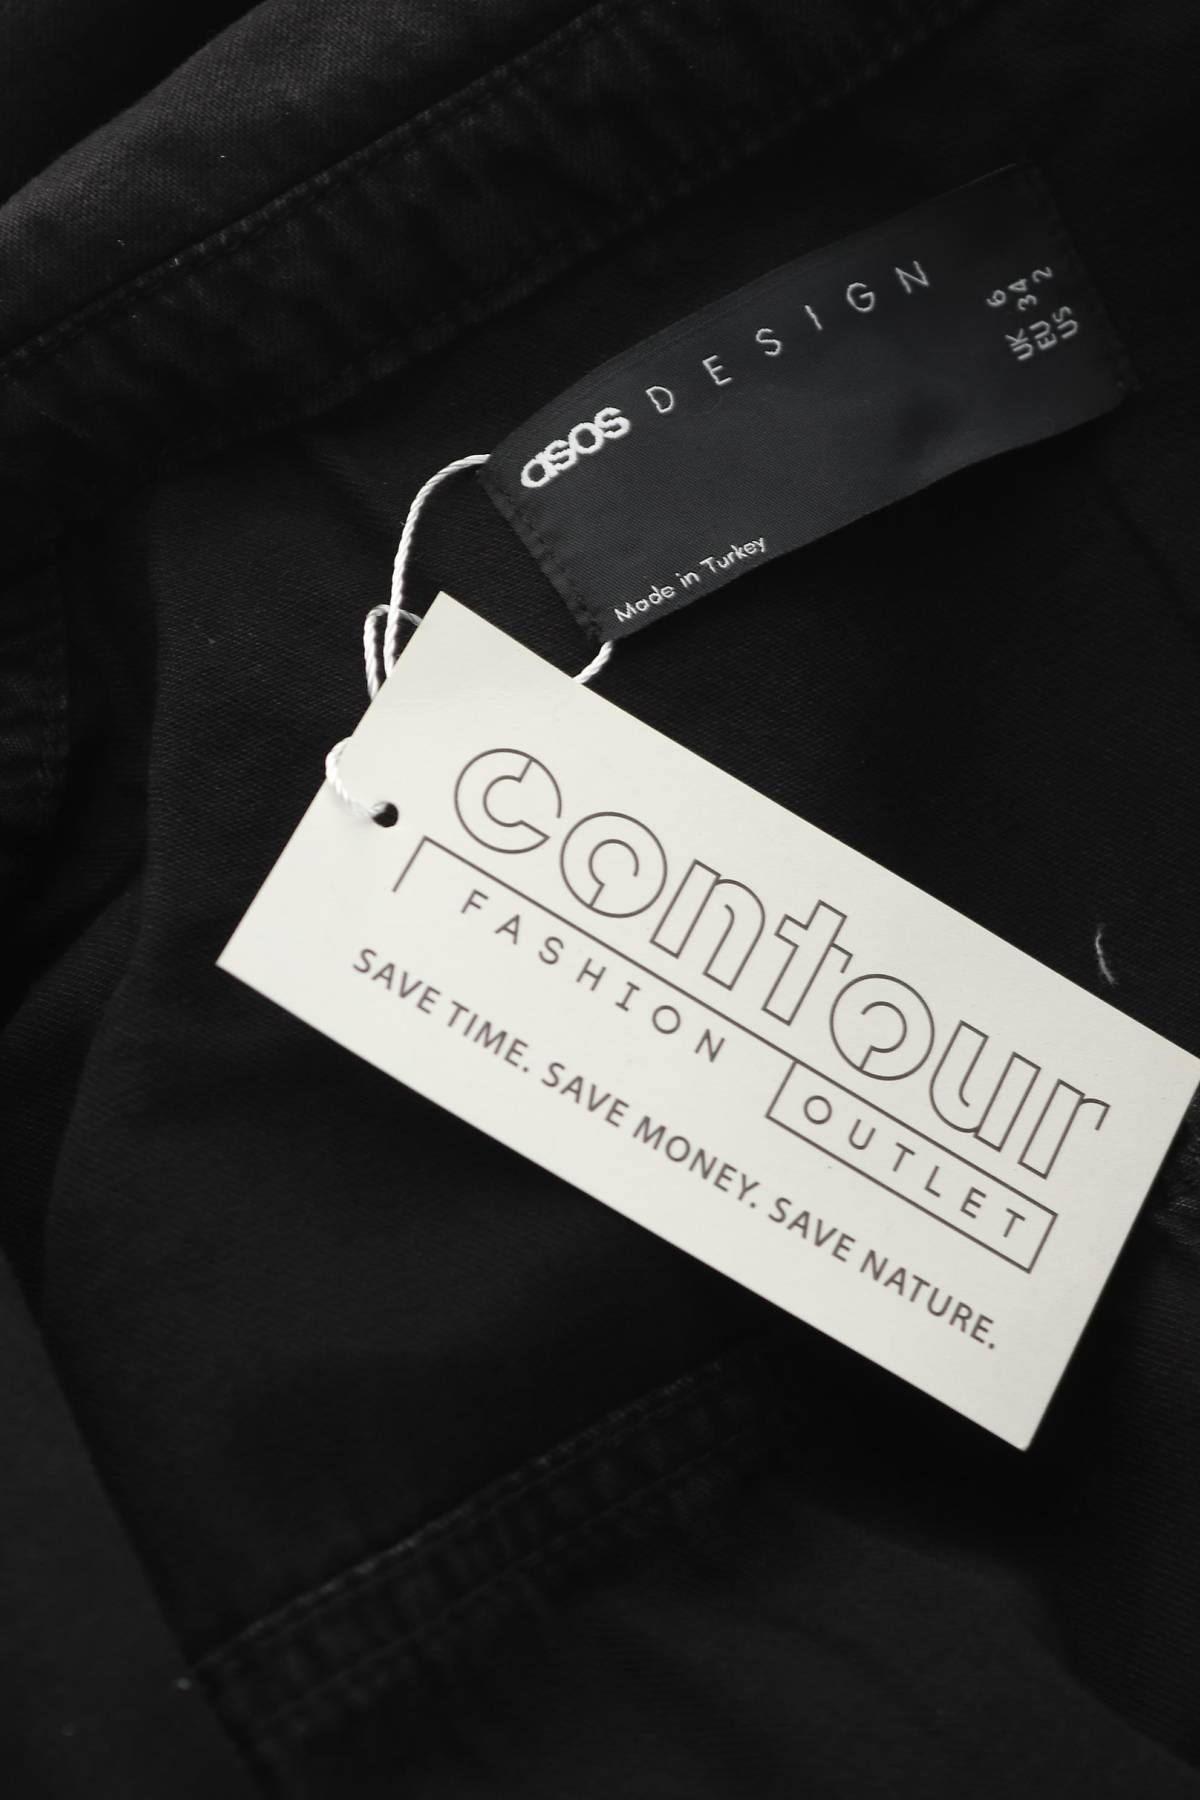 asos DESIGN
UK 6
EU 34
US 2
Made in Turkey
contour
FASHION OUTLET
SAVE TIME. SAVE MONEY. SAVE NATURE.